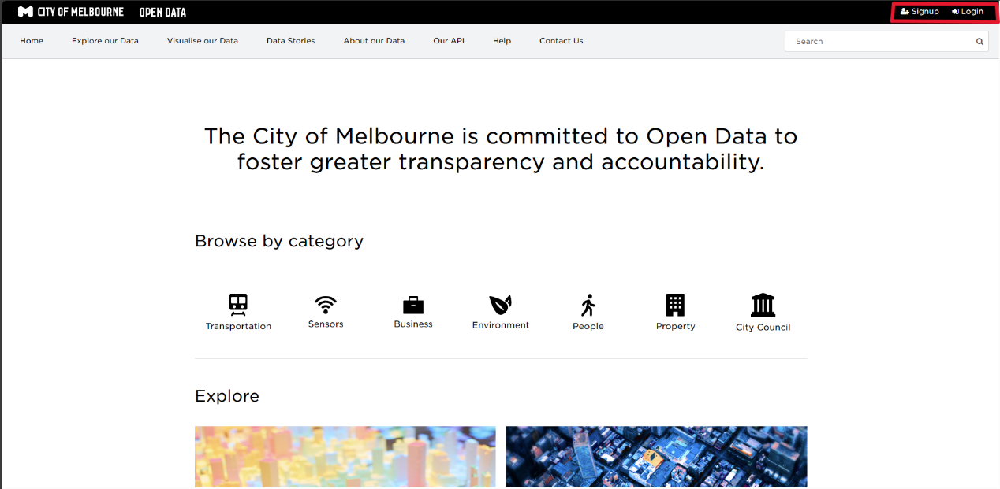 CITY OF MELBOURNE OPEN DATA Signup Login
Home Explore our Data Visualise our Data Data Stories About our Data Our API Help Contact Us Search
The City of Melbourne is committed to Open Data to
foster greater transparency and accountability.
Browse by category
Transportation Sensors Business Environment People Property City Council
Explore